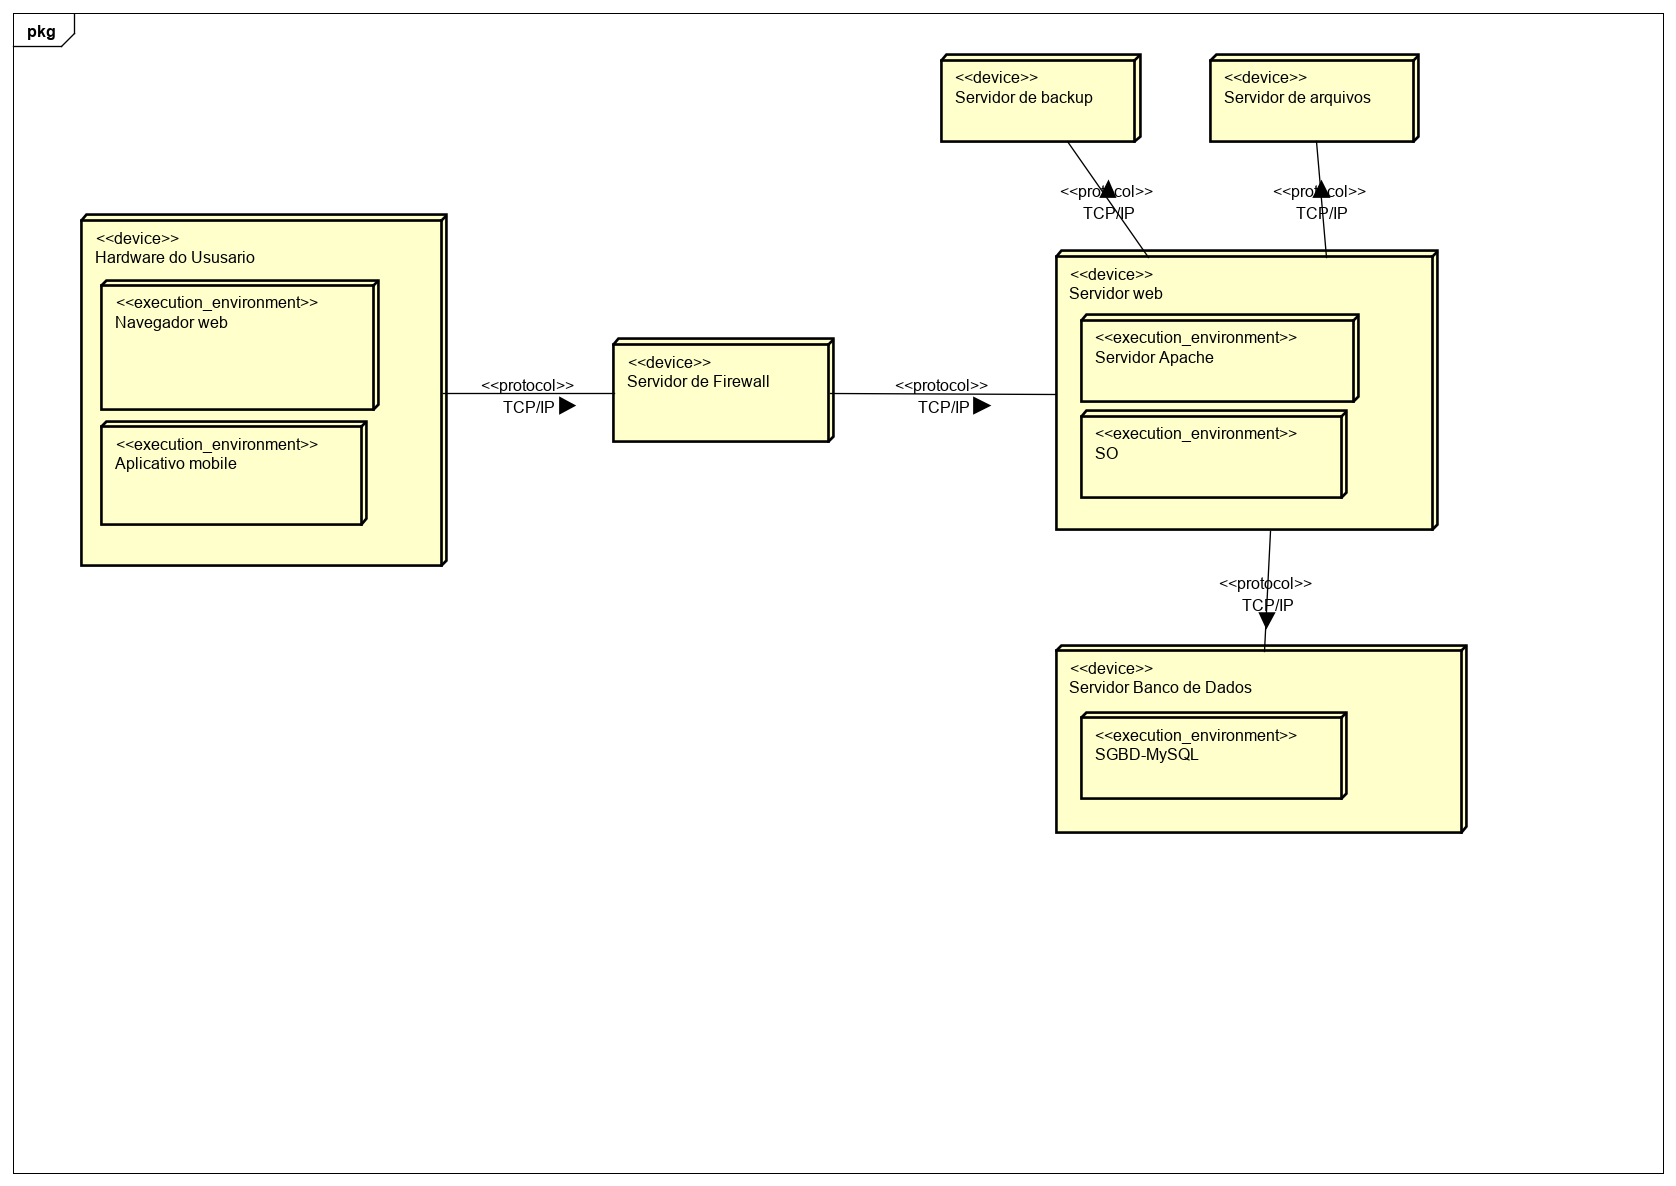 pkg
<<device>>
Servidor de backup
<<device>>
Servidor de arquivos
<<protocol>>
TCP/IP
<<protocol>>
TCP/IP
<<device>>
Hardware do Ususario
<<execution_environment>>
Navegador web
<<execution_environment>>
Aplicativo mobile
<<protocol>>
TCP/IP
<<device>>
Servidor de Firewall
<<protocol>>
TCP/IP
<<device>>
Servidor web
<<execution_environment>>
Servidor Apache
<<execution_environment>>
SO
<<protocol>>
TCP/IP
<<device>>
Servidor Banco de Dados
<<execution_environment>>
SGBD-MySQL